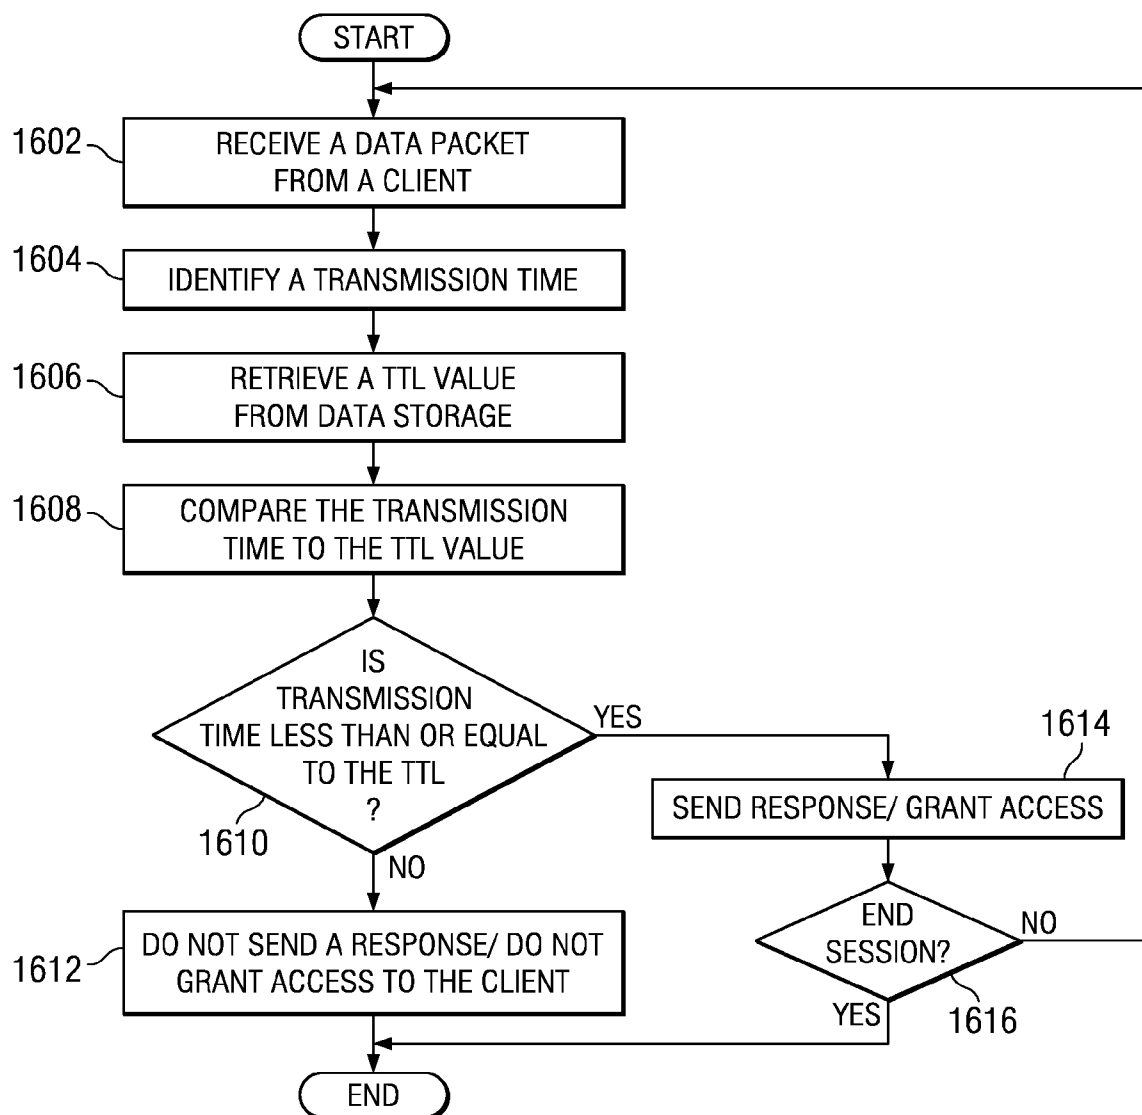 START
1602
RECEIVE A DATA PACKET
FROM A CLIENT
1604
IDENTIFY A TRANSMISSION TIME
1606
RETRIEVE A TTL VALUE
FROM DATA STORAGE
1608
COMPARE THE TRANSMISSION
TIME TO THE TTL VALUE
IS
TRANSMISSION
TIME LESS THAN OR EQUAL
TO THE TTL
?
1610
YES
NO
1614
SEND RESPONSE/ GRANT ACCESS
1612
DO NOT SEND A RESPONSE/ DO NOT
GRANT ACCESS TO THE CLIENT
END
SESSION?
NO
YES
1616
END